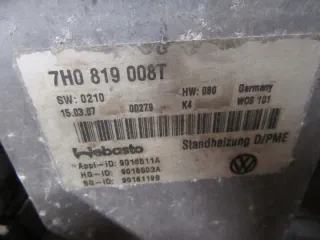 7H0 819 008T
SW: 0210 HW: 080 Germany
15.03.07 00279 K4 WOS 101
Webasto Standheizung D/PME
Appl-ID: 9016511A
HG-ID: 9016503A
SG-ID: 9016119B